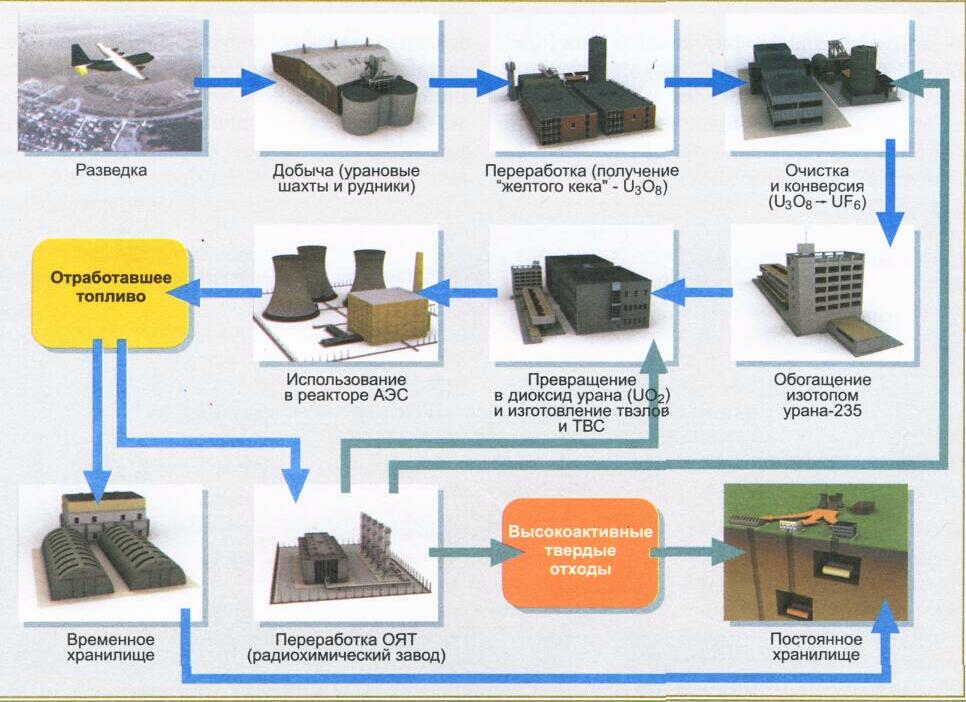 Разведка
Добыча (урановые
шахты и рудники)
Переработка (получение
"желтого кека" - U₃O₈)
Очистка
и конверсия
(U₃O₈→UF₆)
Отработавшее
топливо
Использование
в реакторе АЭС
Превращение
в диоксид урана (UO₂)
и изготовление твэлов
и ТВС
Обогащение
изотопом
урана-235
Высокоактивные
твердые
отходы
Временное
хранилище
Переработка ОЯТ
(радиохимический завод)
Постоянное
хранилище